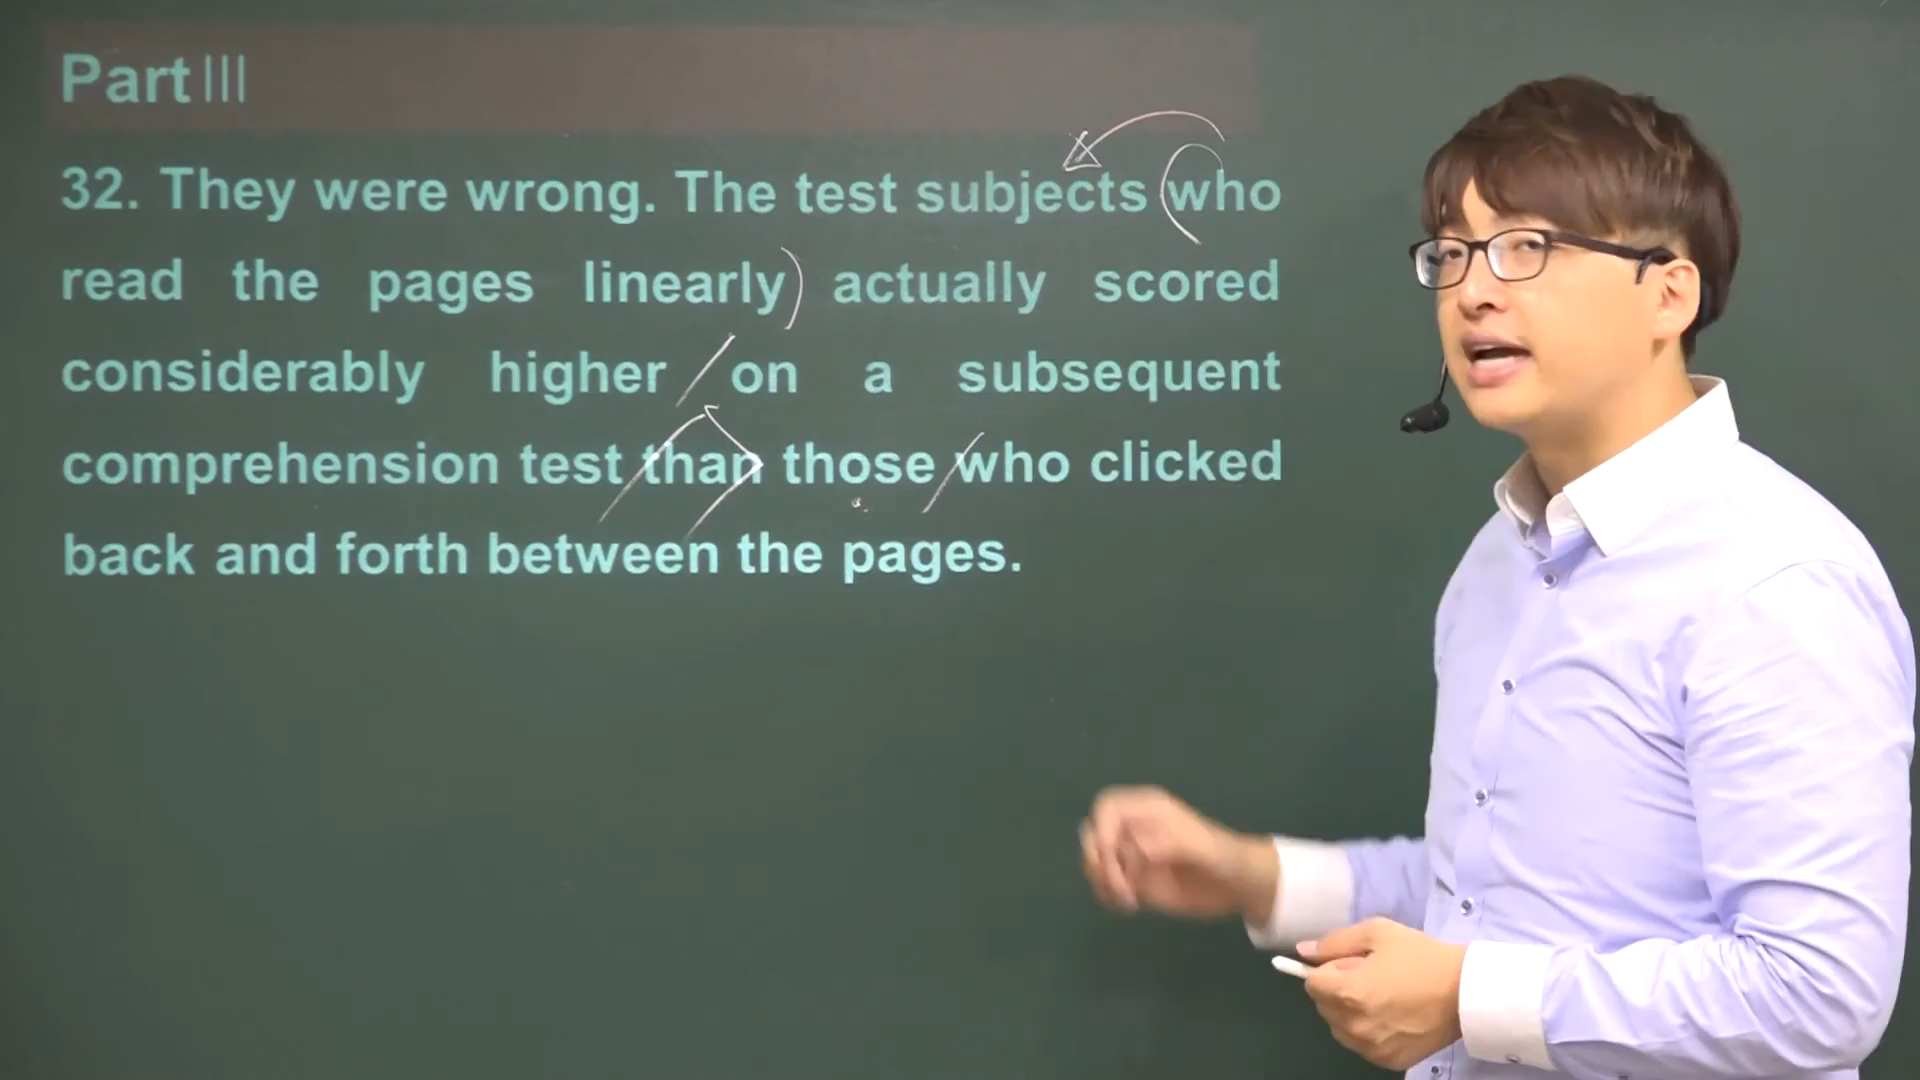 Part III
32. They were wrong. The test subjects who
read the pages linearly actually scored
considerably higher on a subsequent
comprehension test than those who clicked
back and forth between the pages.